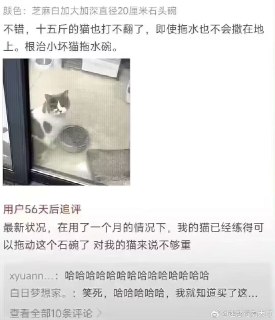 颜色：芝麻白加大加深直径20厘米石头碗
不错，十五斤的猫也打不翻了，即使拖水也不会撒在地
上。根治小坏猫拖水碗。
用户56天后追评
最新状况，在用了一个月的情况下，我的猫已经练得可
以拖动这个石碗了 对我的猫来说不够重
xyuann...：哈哈哈哈哈哈哈哈哈哈哈哈哈哈
白日梦想家。：笑死，哈哈哈哈哈，我就知道买了这...
查看全部10条评论 >